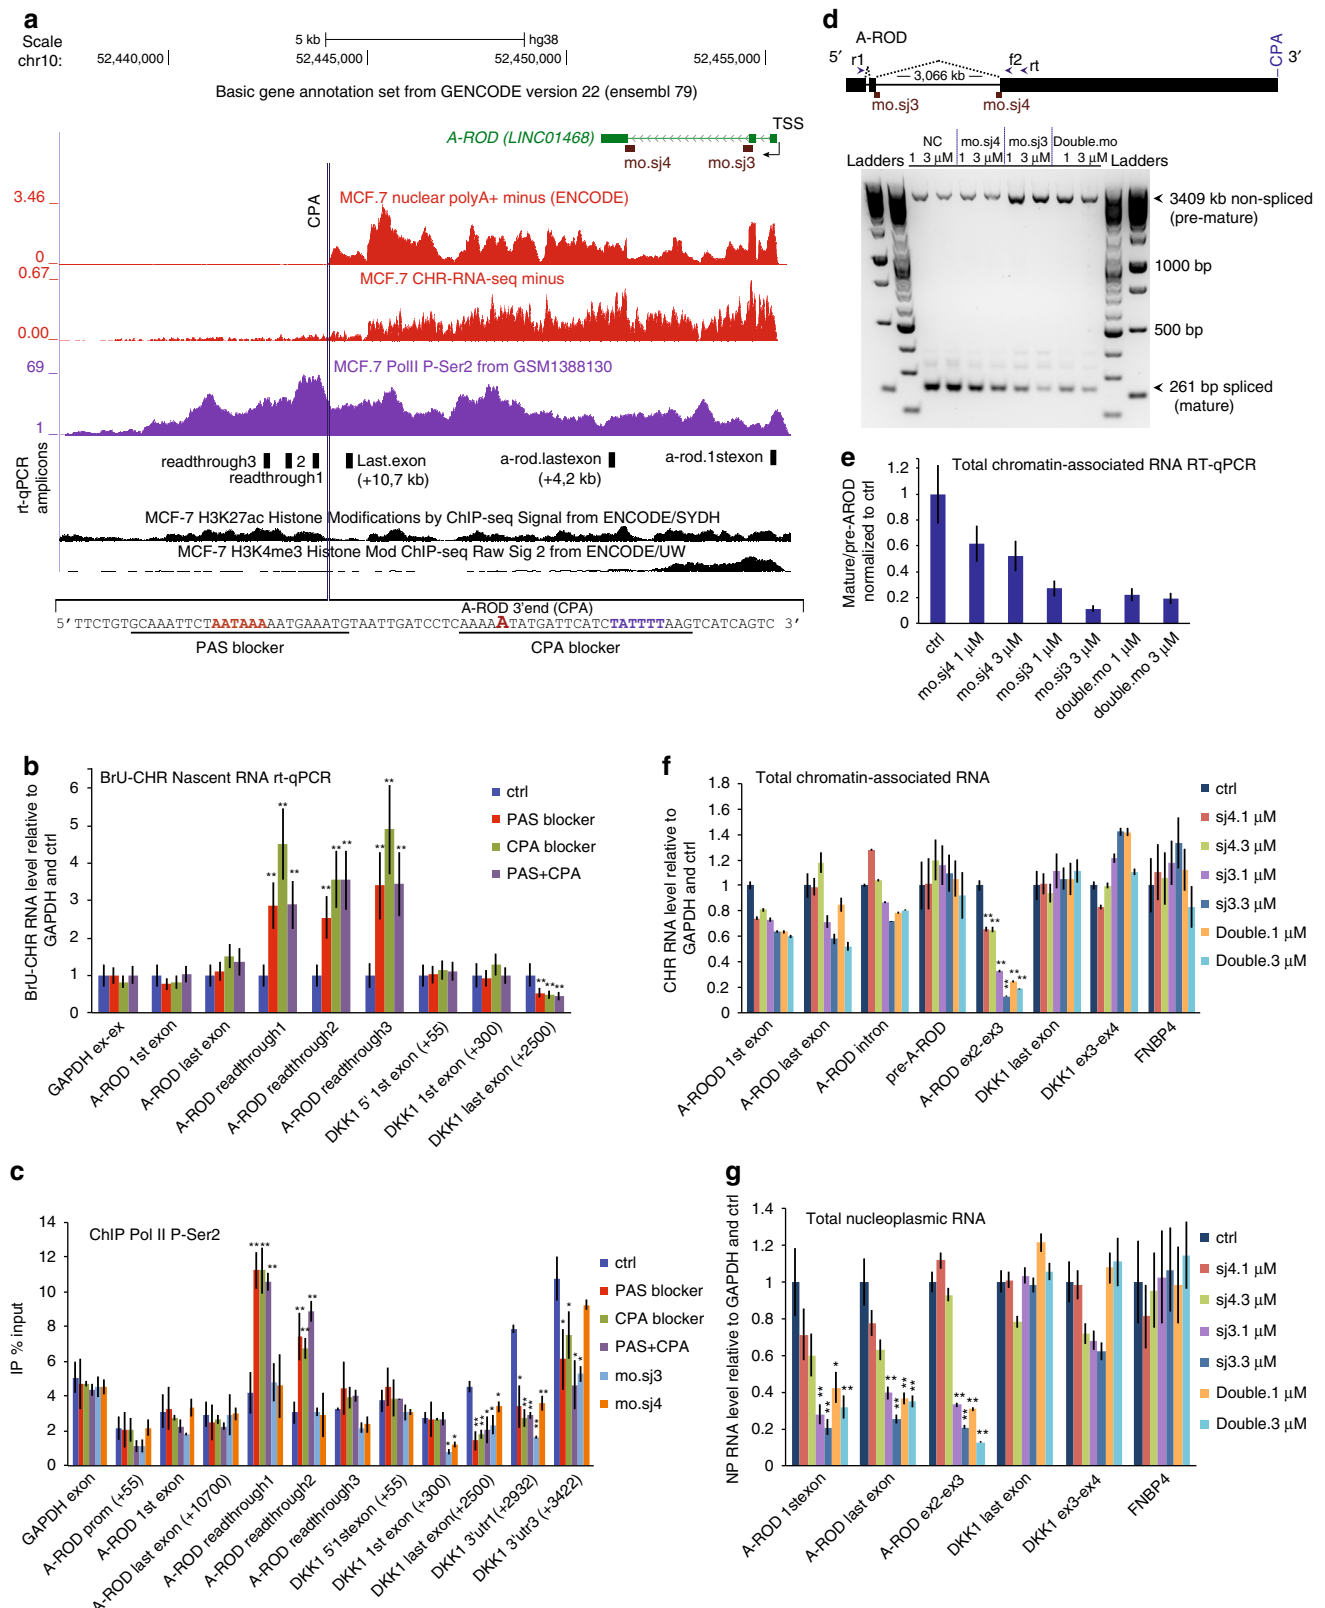 a
Scale
chr10:
5 kb
hg38
52,440,000
52,445,000
52,450,000
52,455,000
Basic gene annotation set from GENCODE version 22 (ensembl 79)
TSS
A-ROD (LINC01468)
mo.sj4
mo.sj3
CPA
3.46
MCF.7 nuclear polyA+ minus (ENCODE)
0
0.67
MCF.7 CHR-RNA-seq minus
0.00
69
MCF.7 PolII P-Ser2 from GSM1388130
1
rt-qPCR
amplicons
readthrough3
2
readthrough1
Last.exon
(+10,7 kb)
a-rod.lastexon
(+4,2 kb)
a-rod.1stexon
MCF-7 H3K27ac Histone Modifications by ChIP-seq Signal from ENCODE/SYDH
MCF-7 H3K4me3 Histone Mod ChIP-seq Raw Sig 2 from ENCODE/UW
A-ROD 3'end (CPA)
5' TTCTGTGCAAATTCTAATAAAAATGAAATGTAATTGATCCTCAAAAATATGATTCATCTATTTTAAGTCATCAGTC 3'
PAS blocker
CPA blocker
d
A-ROD
5'
r1
3,066 kb
f2
rt
CPA
3'
mo.sj3
mo.sj4
NC
mo.sj4
mo.sj3
Double.mo
Ladders
1 3 μM
1 3 μM
1 3 μM
1 3 μM
Ladders
3409 kb non-spliced
(pre-mature)
1000 bp
500 bp
261 bp spliced
(mature)
e
Total chromatin-associated RNA RT-qPCR
Mature/pre-AROD
normalized to ctrl
1.2
1
0.8
0.6
0.4
0.2
0
ctrl
mo.sj4 1 μM
mo.sj4 3 μM
mo.sj3 1 μM
mo.sj3 3 μM
double.mo 1 μM
double.mo 3 μM
b
BrU-CHR Nascent RNA rt-qPCR
BrU-CHR RNA level relative to
GAPDH and ctrl
6
5
4
3
2
1
0
** ** **
** ** **
** ** **
** ** **
ctrl
PAS blocker
CPA blocker
PAS+CPA
GAPDH ex-ex
A-ROD 1st exon
A-ROD last exon
A-ROD readthrough1
A-ROD readthrough2
A-ROD readthrough3
DKK1 5' 1st exon (+55)
DKK1 1st exon (+300)
DKK1 last exon (+2500)
f
Total chromatin-associated RNA
CHR RNA level relative to
GAPDH and ctrl
1.8
1.6
1.4
1.2
1.0
0.8
0.6
0.4
0.2
0
** ** ** ** ** **
ctrl
sj4.1 μM
sj4.3 μM
sj3.1 μM
sj3.3 μM
Double.1 μM
Double.3 μM
A-ROOD 1st exon
A-ROD last exon
A-ROD intron
pre-A-ROD
A-ROD ex2-ex3
DKK1 last exon
DKK1 ex3-ex4
FNBP4
c
ChIP Pol II P-Ser2
IP % input
14
12
10
8
6
4
2
0
** ** **
** ** **
* *
** ** * * *
* ** ** ** **
* * * *
ctrl
PAS blocker
CPA blocker
PAS+CPA
mo.sj3
mo.sj4
GAPDH exon
A-ROD prom (+55)
A-ROD 1st exon
A-ROD last exon (+10700)
A-ROD readthrough1
A-ROD readthrough2
A-ROD readthrough3
DKK1 5'1stexon (+55)
DKK1 1st exon (+300)
DKK1 last exon(+2500)
DKK1 3'utr1 (+2932)
DKK1 3'utr3 (+3422)
g
Total nucleoplasmic RNA
NP RNA level relative to GAPDH and ctrl
1.4
1.2
1
0.8
0.6
0.4
0.2
0
** ** * **
** ** ** **
** ** ** **
ctrl
sj4.1 μM
sj4.3 μM
sj3.1 μM
sj3.3 μM
Double.1 μM
Double.3 μM
A-ROD 1stexon
A-ROD last exon
A-ROD ex2-ex3
DKK1 last exon
DKK1 ex3-ex4
FNBP4